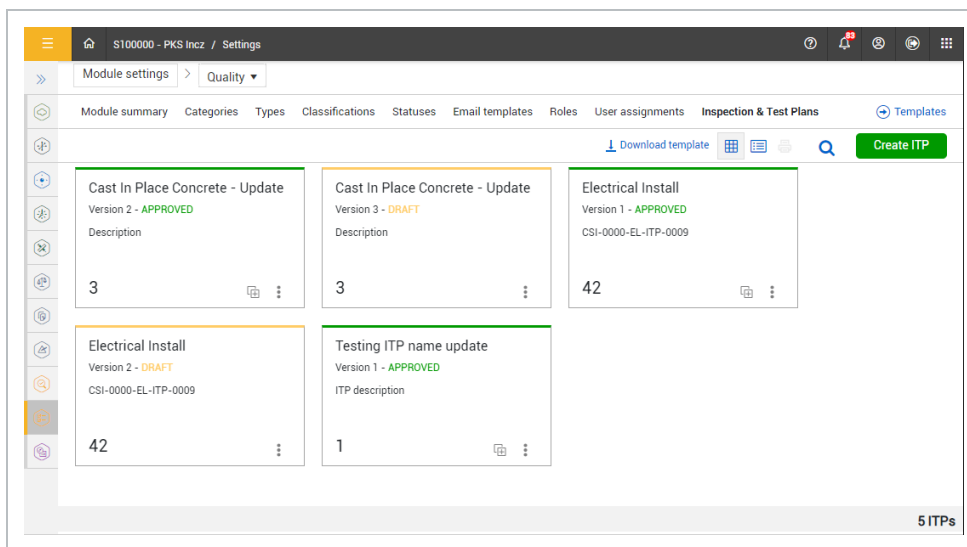 S100000 - PKS Incz / Settings
83
Module settings > Quality
Module summary Categories Types Classifications Statuses Email templates Roles User assignments Inspection & Test Plans Templates
Download template Create ITP
Cast In Place Concrete - Update
Version 2 - APPROVED
Description
3
Cast In Place Concrete - Update
Version 3 - DRAFT
Description
3
Electrical Install
Version 1 - APPROVED
CSI-0000-EL-ITP-0009
42
Electrical Install
Version 2 - DRAFT
CSI-0000-EL-ITP-0009
42
Testing ITP name update
Version 1 - APPROVED
ITP description
1
5 ITPs